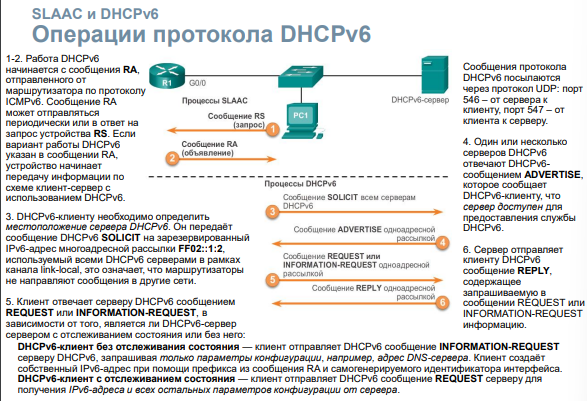 SLAAC и DHCPv6
Операции протокола DHCPv6
1-2. Работа DHCPv6
начинается с сообщения RA,
отправленного от
маршрутизатора по протоколу
ICMPv6. Сообщение RA
может отправляться
периодически или в ответ на
запрос устройства RS. Если
вариант работы DHCPv6
указан в сообщении RA,
устройство начинает
передачу информации по
схеме клиент-сервер с
использованием DHCPv6.
3. DHCPv6-клиенту необходимо определить
местоположение сервера DHCPv6. Он передаёт
сообщение DHCPv6 SOLICIT на зарезервированный
IPv6-адрес многоадресной рассылки FF02::1:2,
используемый всеми DHCPv6 серверами в рамках
канала link-local, это означает, что маршрутизаторы
не направляют сообщения в другие сети.
5. Клиент отвечает серверу DHCPv6 сообщением
REQUEST или INFORMATION-REQUEST, в
зависимости от того, является ли DHCPv6-сервер
сервером с отслеживанием состояния или без него:
R1
G0/0
PC1
DHCPv6-сервер
Процессы SLAAC
Сообщение RS
(запрос)
1
Сообщение RA
(объявление)
2
Процессы DHCPv6
Сообщение SOLICIT всем серверам
DHCPv6
3
Сообщение ADVERTISE одноадресной
рассылкой
4
Сообщение REQUEST или
INFORMATION-REQUEST одноадресной
рассылкой
5
Сообщение REPLY одноадресной
рассылкой
6
Сообщения протокола
DHCPv6 посылаются
через протокол UDP: порт
546 – от сервера к
клиенту, порт 547 – от
клиента к серверу.
4. Один или несколько
серверов DHCPv6
отвечают DHCPv6-
сообщением ADVERTISE,
которое сообщает
DHCPv6-клиенту, что
сервер доступен для
предоставления службы
DHCPv6.
6. Сервер отправляет
клиенту DHCPv6
сообщение REPLY,
содержащее
запрашиваемую в
сообщении REQUEST или
INFORMATION-REQUEST
информацию.
DHCPv6-клиент без отслеживания состояния — клиент отправляет DHCPv6 сообщение INFORMATION-REQUEST
серверу DHCPv6, запрашивая только параметры конфигурации, например, адрес DNS-сервера. Клиент создаёт
собственный IPv6-адрес при помощи префикса из сообщения RA и самогенерируемого идентификатора интерфейса.
DHCPv6-клиент с отслеживанием состояния — клиент отправляет DHCPv6 сообщение REQUEST серверу для
получения IPv6-адреса и всех остальных параметров конфигурации от сервера.